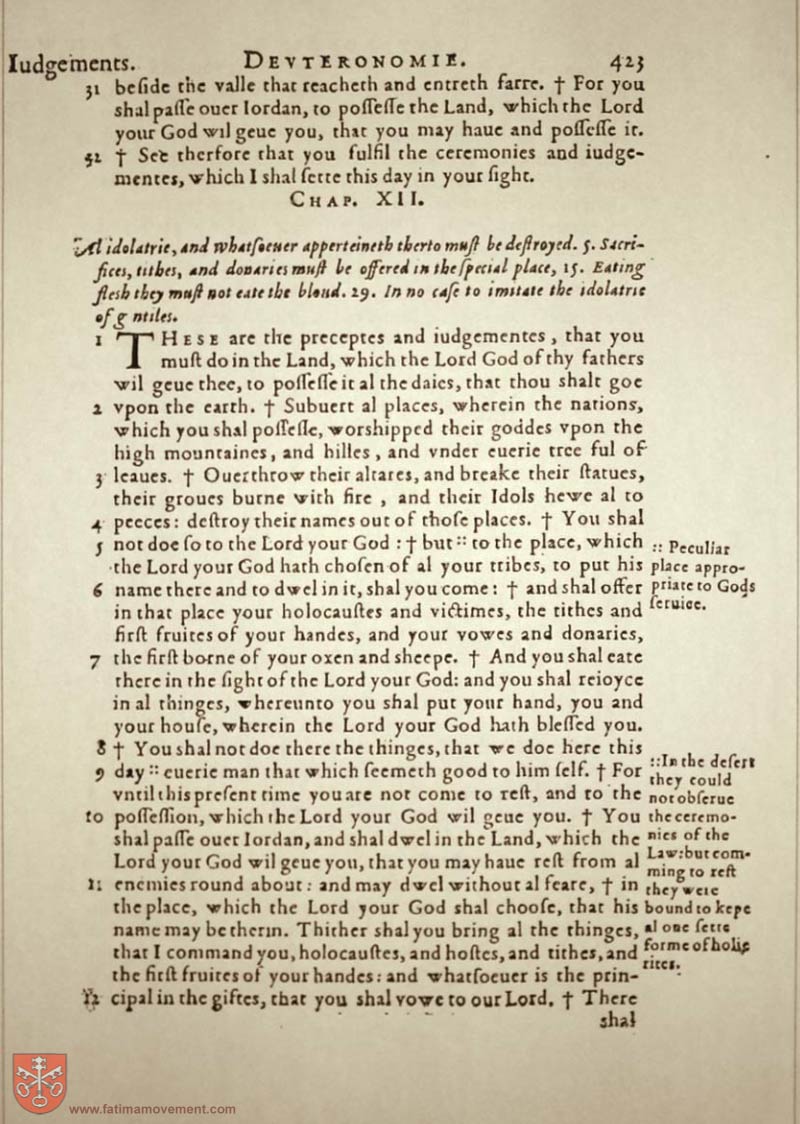 Iudgements. DEVTERONOMIE. 423
31 beſide the valle that reacheth and entreth farre. † For you
ſhal paſſe ouer Iordan, to poſſeſſe the Land, which the Lord
your God wil geue you, that you may haue and poſſeſſe it.
32 † See therfore that you fulfil the ceremonies and iudge-
mentes, which I ſhal ſette this day in your ſight.
CHAP. XII.
Al idolatrie, and whatſoeuer apperteineth therto muſt be deſtroyed. 5. Sacri-
fices, tithes, and donaries muſt be offered in the ſpecial place, 15. Eating
fleſh they muſt not eate the bloud. 29. In no caſe to imitate the idolatrie
of g ntiles.
1 THESE are the preceptes and iudgementes, that you
muſt do in the Land, which the Lord God of thy fathers
wil geue thee, to poſſeſſe it al the daies, that thou ſhalt goe
2 vpon the earth. † Subuert al places, wherein the nations,
which you ſhal poſſeſſe, worſhipped their goddes vpon the
high mountaines, and hilles, and vnder euerie tree ful of
3 leaues. † Ouerthrow their altares, and breake their ſtatues,
their groues burne with fire, and their Idols hewe al to
4 peeces: deſtroy their names out of thoſe places. † You ſhal
5 not doe ſo to the Lord your God: † but :: to the place, which
the Lord your God hath choſen of al your tribes, to put his
6 name there and to dwel in it, ſhal you come: † and ſhal offer
in that place your holocauſtes and victimes, the tithes and
firſt fruites of your handes, and your vowes and donaries,
7 the firſt borne of your oxen and sheepe. † And you ſhal eate
there in the ſight of the Lord your God: and you ſhal reioyce
in al thinges, whereunto you ſhal put your hand, you and
your houſe, wherein the Lord your God hath bleſſed you.
8 † You ſhal not doe there the thinges, that we doe here this
9 day :: euerie man that which ſeemeth good to him ſelf. † For
vntil this preſent time you are not come to reſt, and to the
10 poſſeſſion, which the Lord your God wil geue you. † You
ſhal paſſe ouer Iordan, and ſhal dwel in the Land, which the
Lord your God wil geue you, that you may haue reſt from al
11 enemies round about: and may dwel without al feare, † in
the place, which the Lord your God ſhal chooſe, that his
name may be therin. Thither ſhal you bring al the thinges,
that I command you, holocauſtes, and hoſtes, and tithes, and
the firſt fruites of your handes: and whatſoeuer is the prin-
12 cipal in the giftes, that you ſhal vowe to our Lord. † There
ſhal
:: Peculiar
place appro-
priate to Gods
ſeruice.
:: In the deſert
they could
not obſerue
the ceremo-
nies of the
Law: but com-
ming to reſt
they were
bound to kepe
al one ſette
forme of holie
rites.
www.fatimamovement.com